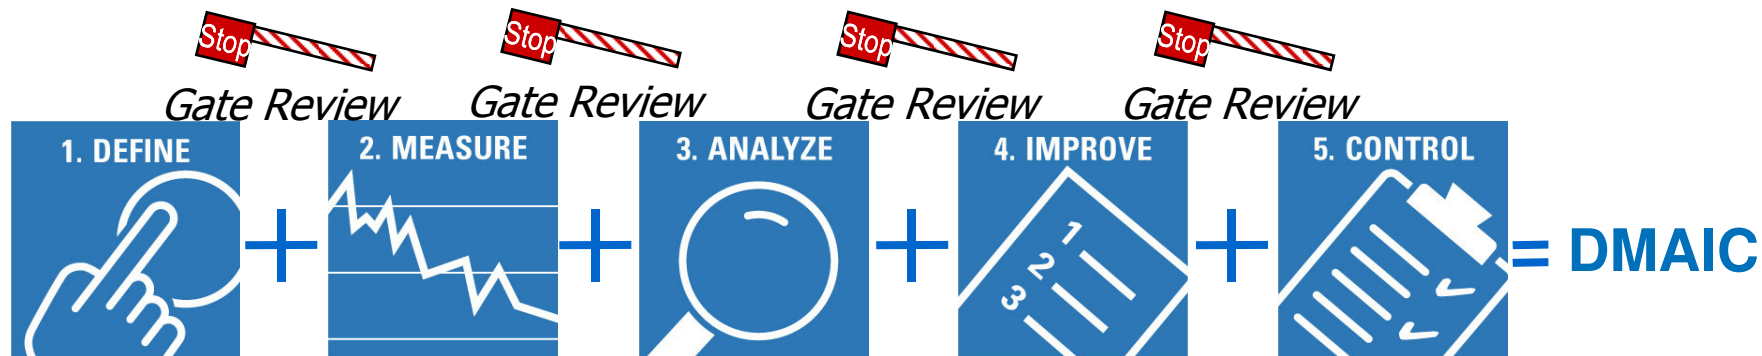 Stop Stop Stop Stop
Gate Review Gate Review Gate Review Gate Review
1. DEFINE 2. MEASURE 3. ANALYZE 4. IMPROVE 5. CONTROL
1
2
3
+ + + + = DMAIC